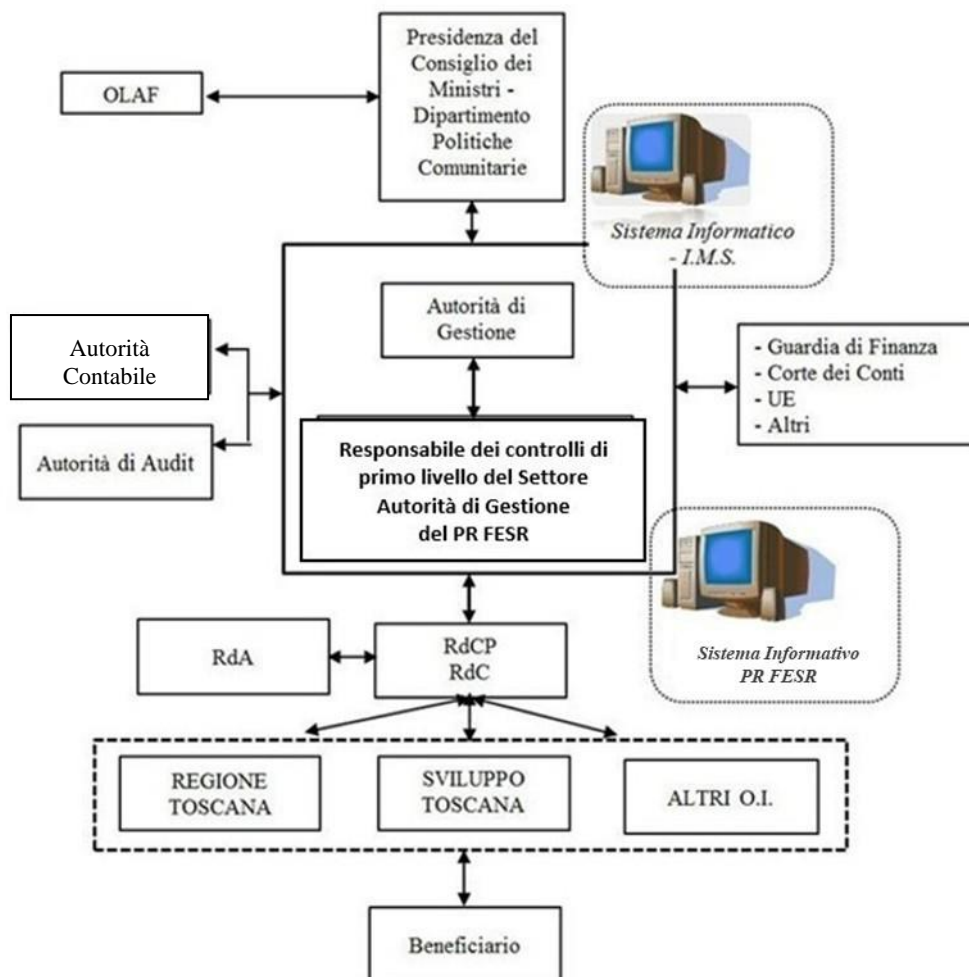 Presidenza del
Consiglio dei
Ministri -
Dipartimento
Politiche
Comunitarie
OLAF
Sistema Informatico
- I.M.S.
Autorità di
Gestione
Autorità
Contabile
- Guardia di Finanza
- Corte dei Conti
- UE
- Altri
Autorità di Audit
Responsabile dei controlli di
primo livello del Settore
Autorità di Gestione
del PR FESR
RdA
RdCP
RdC
Sistema Informativo
PR FESR
REGIONE
TOSCANA
SVILUPPO
TOSCANA
ALTRI O.I.
Beneficiario